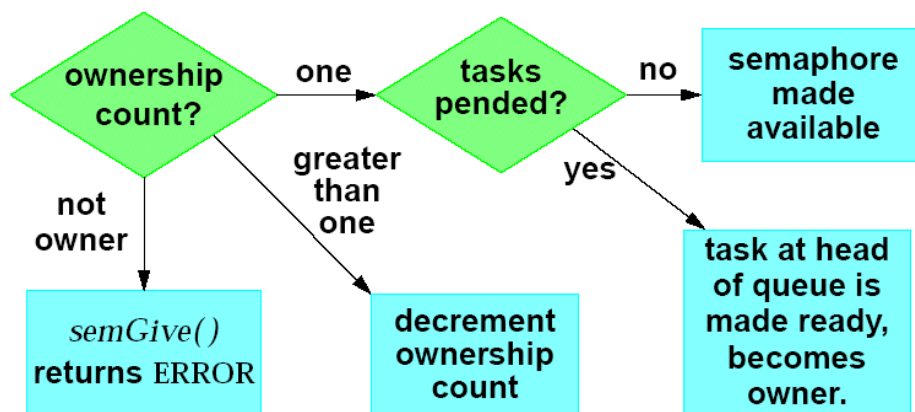 ownership
count?
one
tasks
pended?
no
semaphore
made
available
not
owner
greater
than
one
yes
semGive()
returns ERROR
decrement
ownership
count
task at head
of queue is
made ready,
becomes
owner.